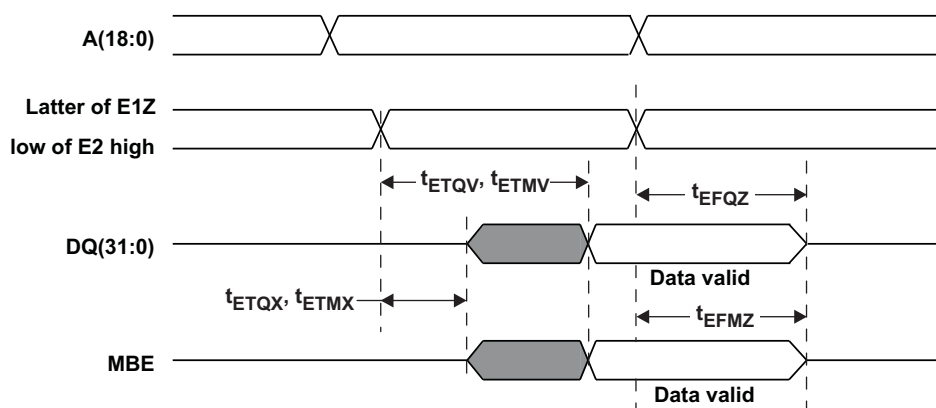 A(18:0)
Latter of E1Z
low of E2 high
tETQV, tETMV
tEFQZ
DQ(31:0)
Data valid
tETQX, tETMX
tEFMZ
MBE
Data valid